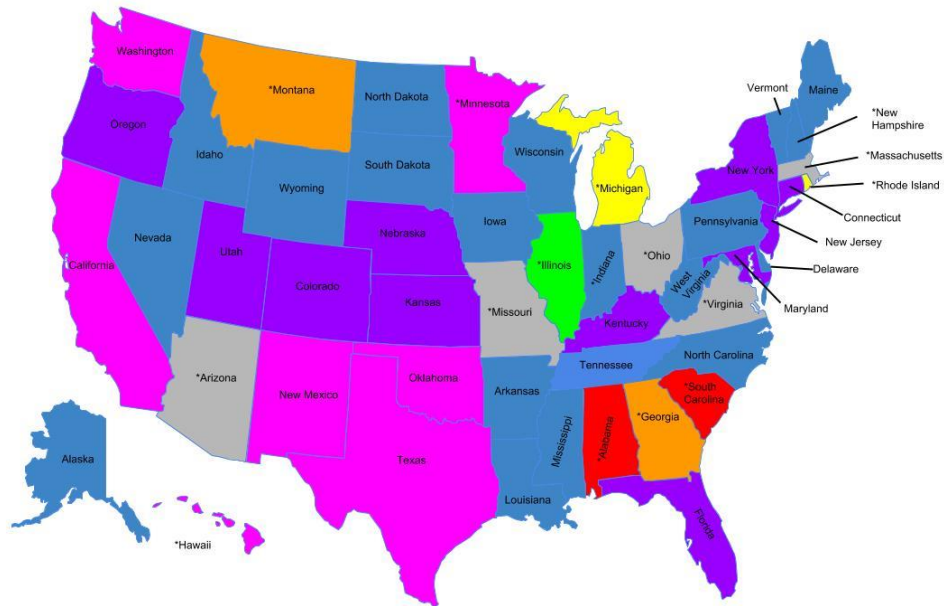 Washington
*Montana
North Dakota
*Minnesota
Vermont
Maine
*New
Hampshire
Oregon
Idaho
South Dakota
Wisconsin
*Michigan
New York
*Massachusetts
*Rhode Island
Wyoming
Connecticut
Iowa
Pennsylvania
New Jersey
Nevada
Utah
Nebraska
*Illinois
*Indiana
*Ohio
Delaware
California
Colorado
Kansas
*Missouri
West
Virginia
*Virginia
Maryland
Kentucky
*Arizona
New Mexico
Oklahoma
Arkansas
Tennessee
North Carolina
*South
Carolina
Texas
Mississippi
*Alabama
*Georgia
Alaska
Louisiana
Florida
*Hawaii